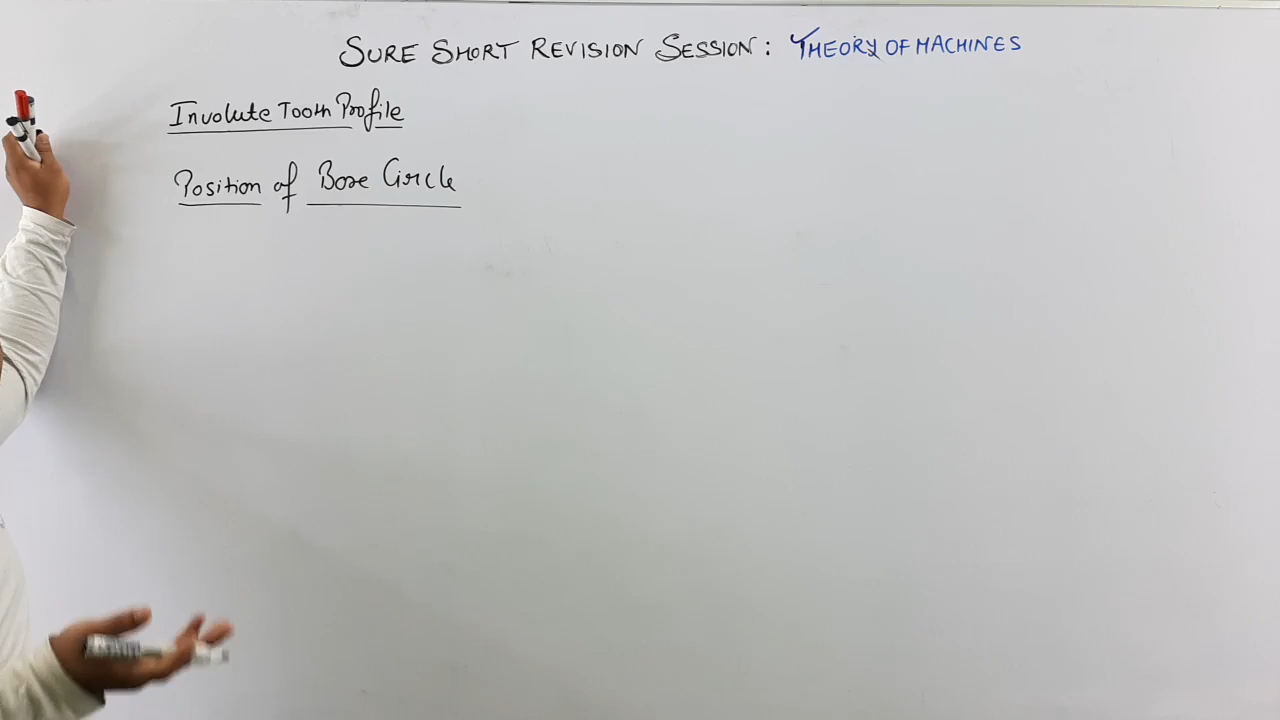 SURE SHORT REVISION SESSION: THEORY OF MACHINES
Involute Tooth Profile
Position of Base Circle